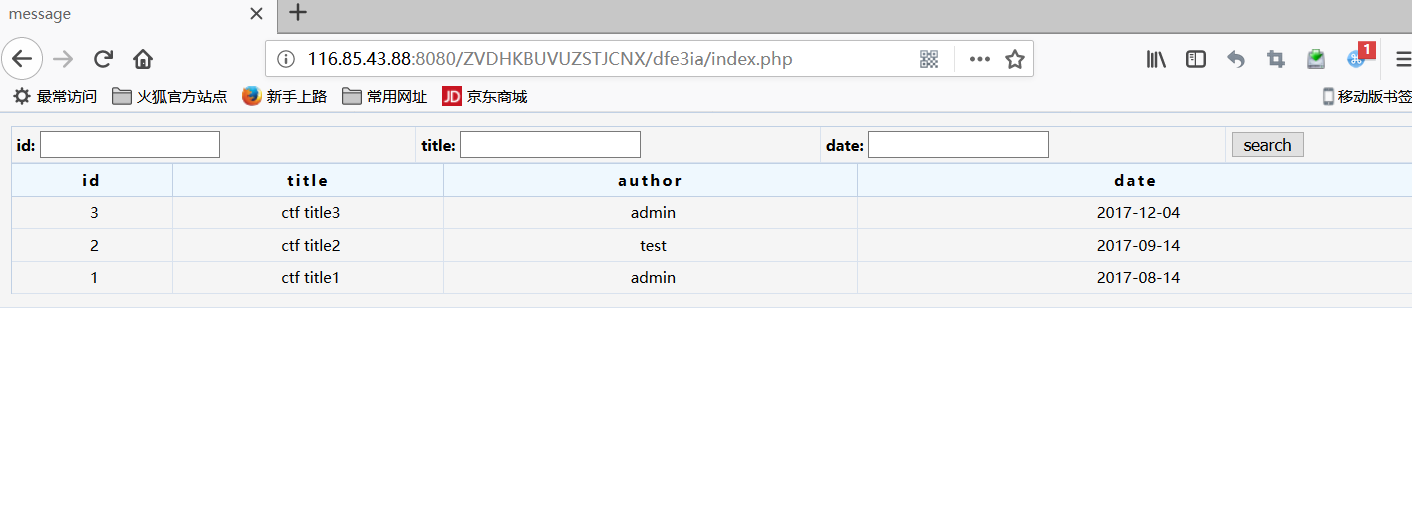 message
116.85.43.88:8080/ZVDHKBUVUZSTJCNX/dfe3ia/index.php
1
最常访问 火狐官方站点 新手上路 常用网址 JD 京东商城 移动版书签
id: title: date: search
id title author date
3 ctf title3 admin 2017-12-04
2 ctf title2 test 2017-09-14
1 ctf title1 admin 2017-08-14